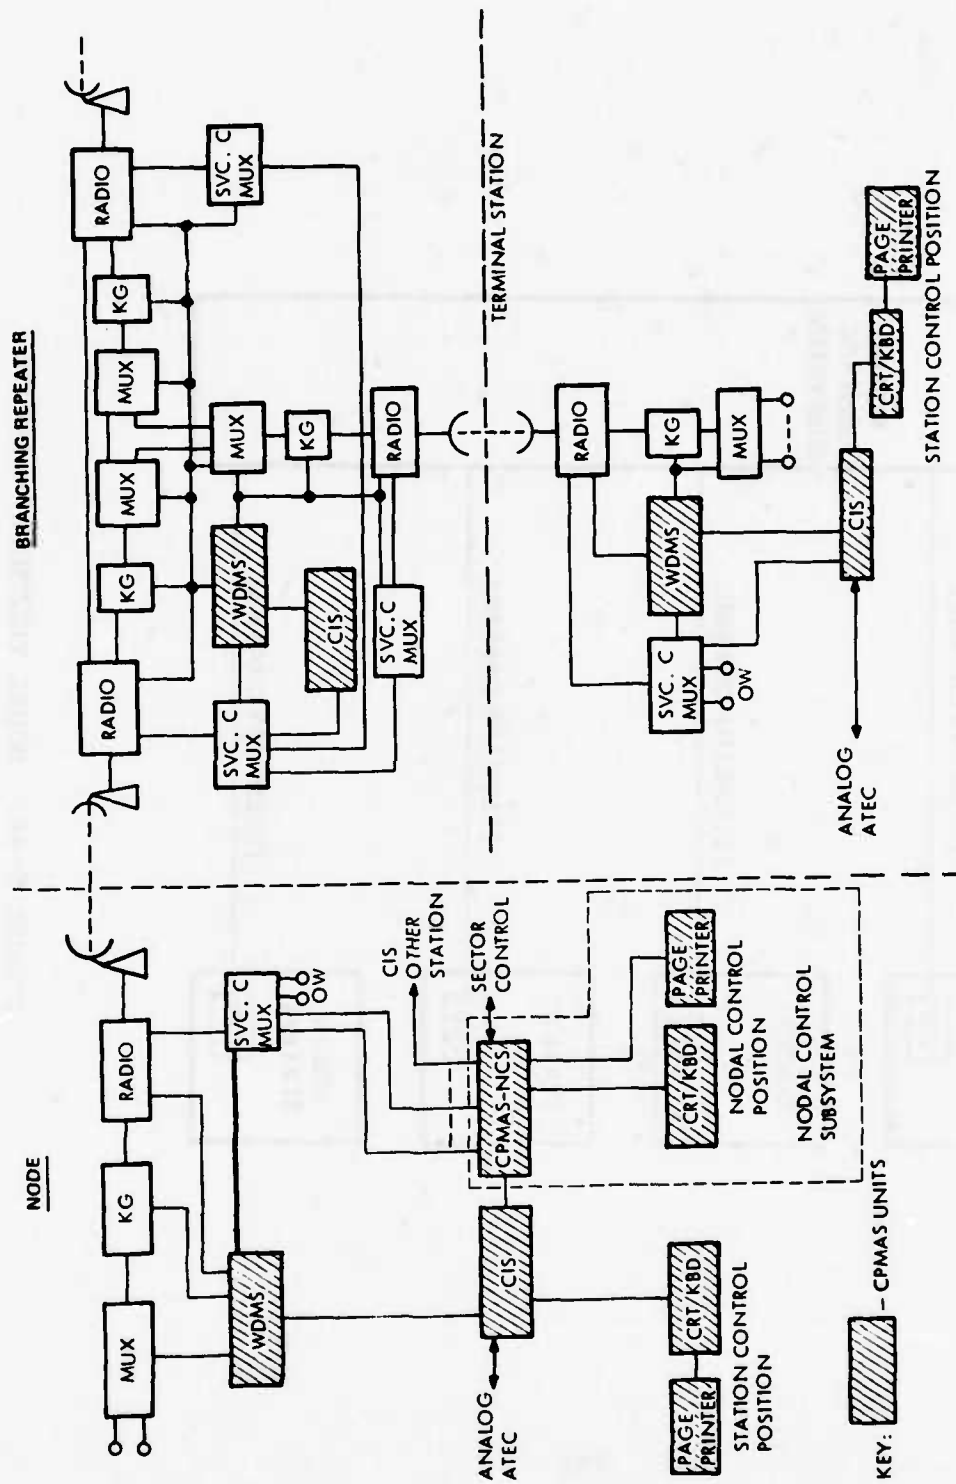 NODE
MUX
KG
RADIO
WDMS
SVC. C
MUX
OW
CIS
OTHER
STATION
SECTOR
CONTROL
ANALOG
ATEC
CIS
CPMAS-NCS
PAGE
PRINTER
CRT KBD
STATION CONTROL
POSITION
CRT/KBD
PAGE
PRINTER
NODAL CONTROL
POSITION
NODAL CONTROL
SUBSYSTEM
KEY:
– CPMAS UNITS
BRANCHING REPEATER
RADIO
KG
MUX
MUX
KG
RADIO
SVC. C
MUX
WDMS
MUX
SVC. C
MUX
CIS
KG
SVC. C
MUX
RADIO
TERMINAL STATION
RADIO
SVC. C
MUX
OW
WDMS
KG
MUX
ANALOG
ATEC
CIS
CRT/KBD
PAGE
PRINTER
STATION CONTROL POSITION